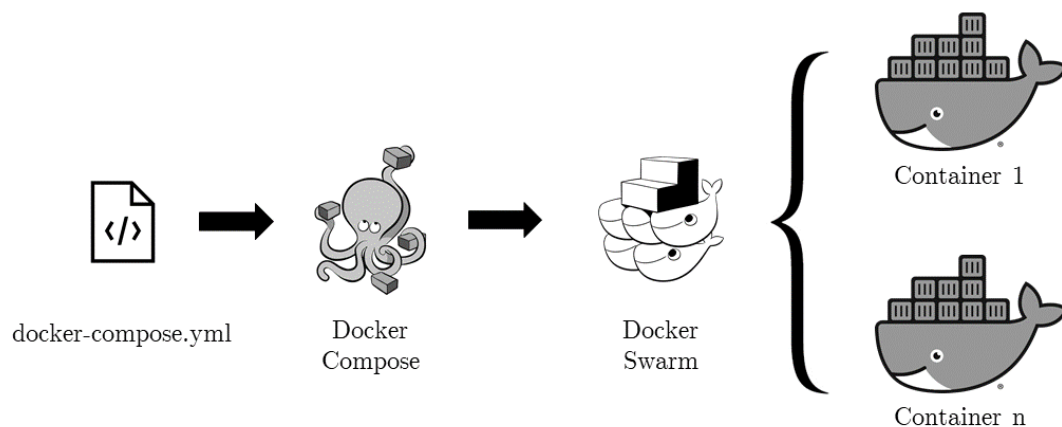 </>
docker-compose.yml
Docker
Compose
Docker
Swarm
Container 1
Container n